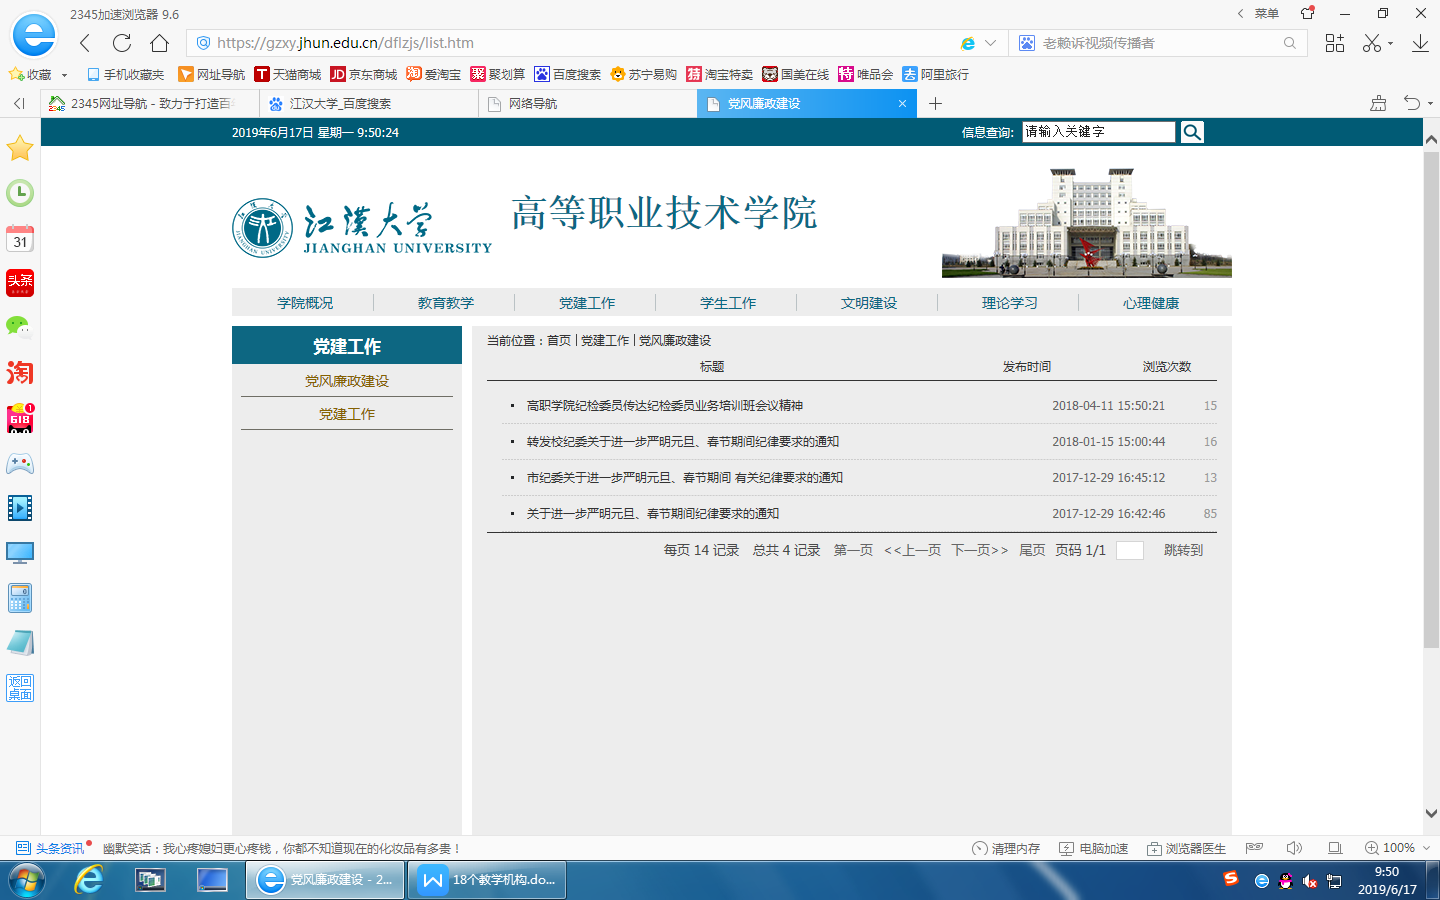 2345加速浏览器 9.6
菜单
https://gzxy.jhun.edu.cn/dflzjs/list.htm
老赖诉视频传播者
收藏 手机收藏夹 网址导航 天猫商城 京东商城 爱淘宝 聚划算 百度搜索 苏宁易购 淘宝特卖 国美在线 唯品会 阿里旅行
2345网址导航 - 致力于打造百
江汉大学_百度搜索
网络导航
党风廉政建设
2019年6月17日 星期一 9:50:24
信息查询: 请输入关键字
江漢大学
JIANGHAN UNIVERSITY
高等职业技术学院
学院概况 教育教学 党建工作 学生工作 文明建设 理论学习 心理健康
党建工作
党风廉政建设
党建工作
当前位置：首页 | 党建工作 | 党风廉政建设
标题 发布时间 浏览次数
高职学院纪检委员传达纪检委员业务培训班会议精神 2018-04-11 15:50:21 15
转发校纪委关于进一步严明元旦、春节期间纪律要求的通知 2018-01-15 15:00:44 16
市纪委关于进一步严明元旦、春节期间 有关纪律要求的通知 2017-12-29 16:45:12 13
关于进一步严明元旦、春节期间纪律要求的通知 2017-12-29 16:42:46 85
每页 14 记录 总共 4 记录 第一页 <<上一页 下一页>> 尾页 页码 1/1 跳转到
31
头条
淘
618
1
返回
桌面
头条资讯 幽默笑话：我心疼媳妇更心疼钱，你都不知道现在的化妆品有多贵！
清理内存 电脑加速 浏览器医生 100%
党风廉政建设 - 2...
18个教学机构.do...
9:50
2019/6/17